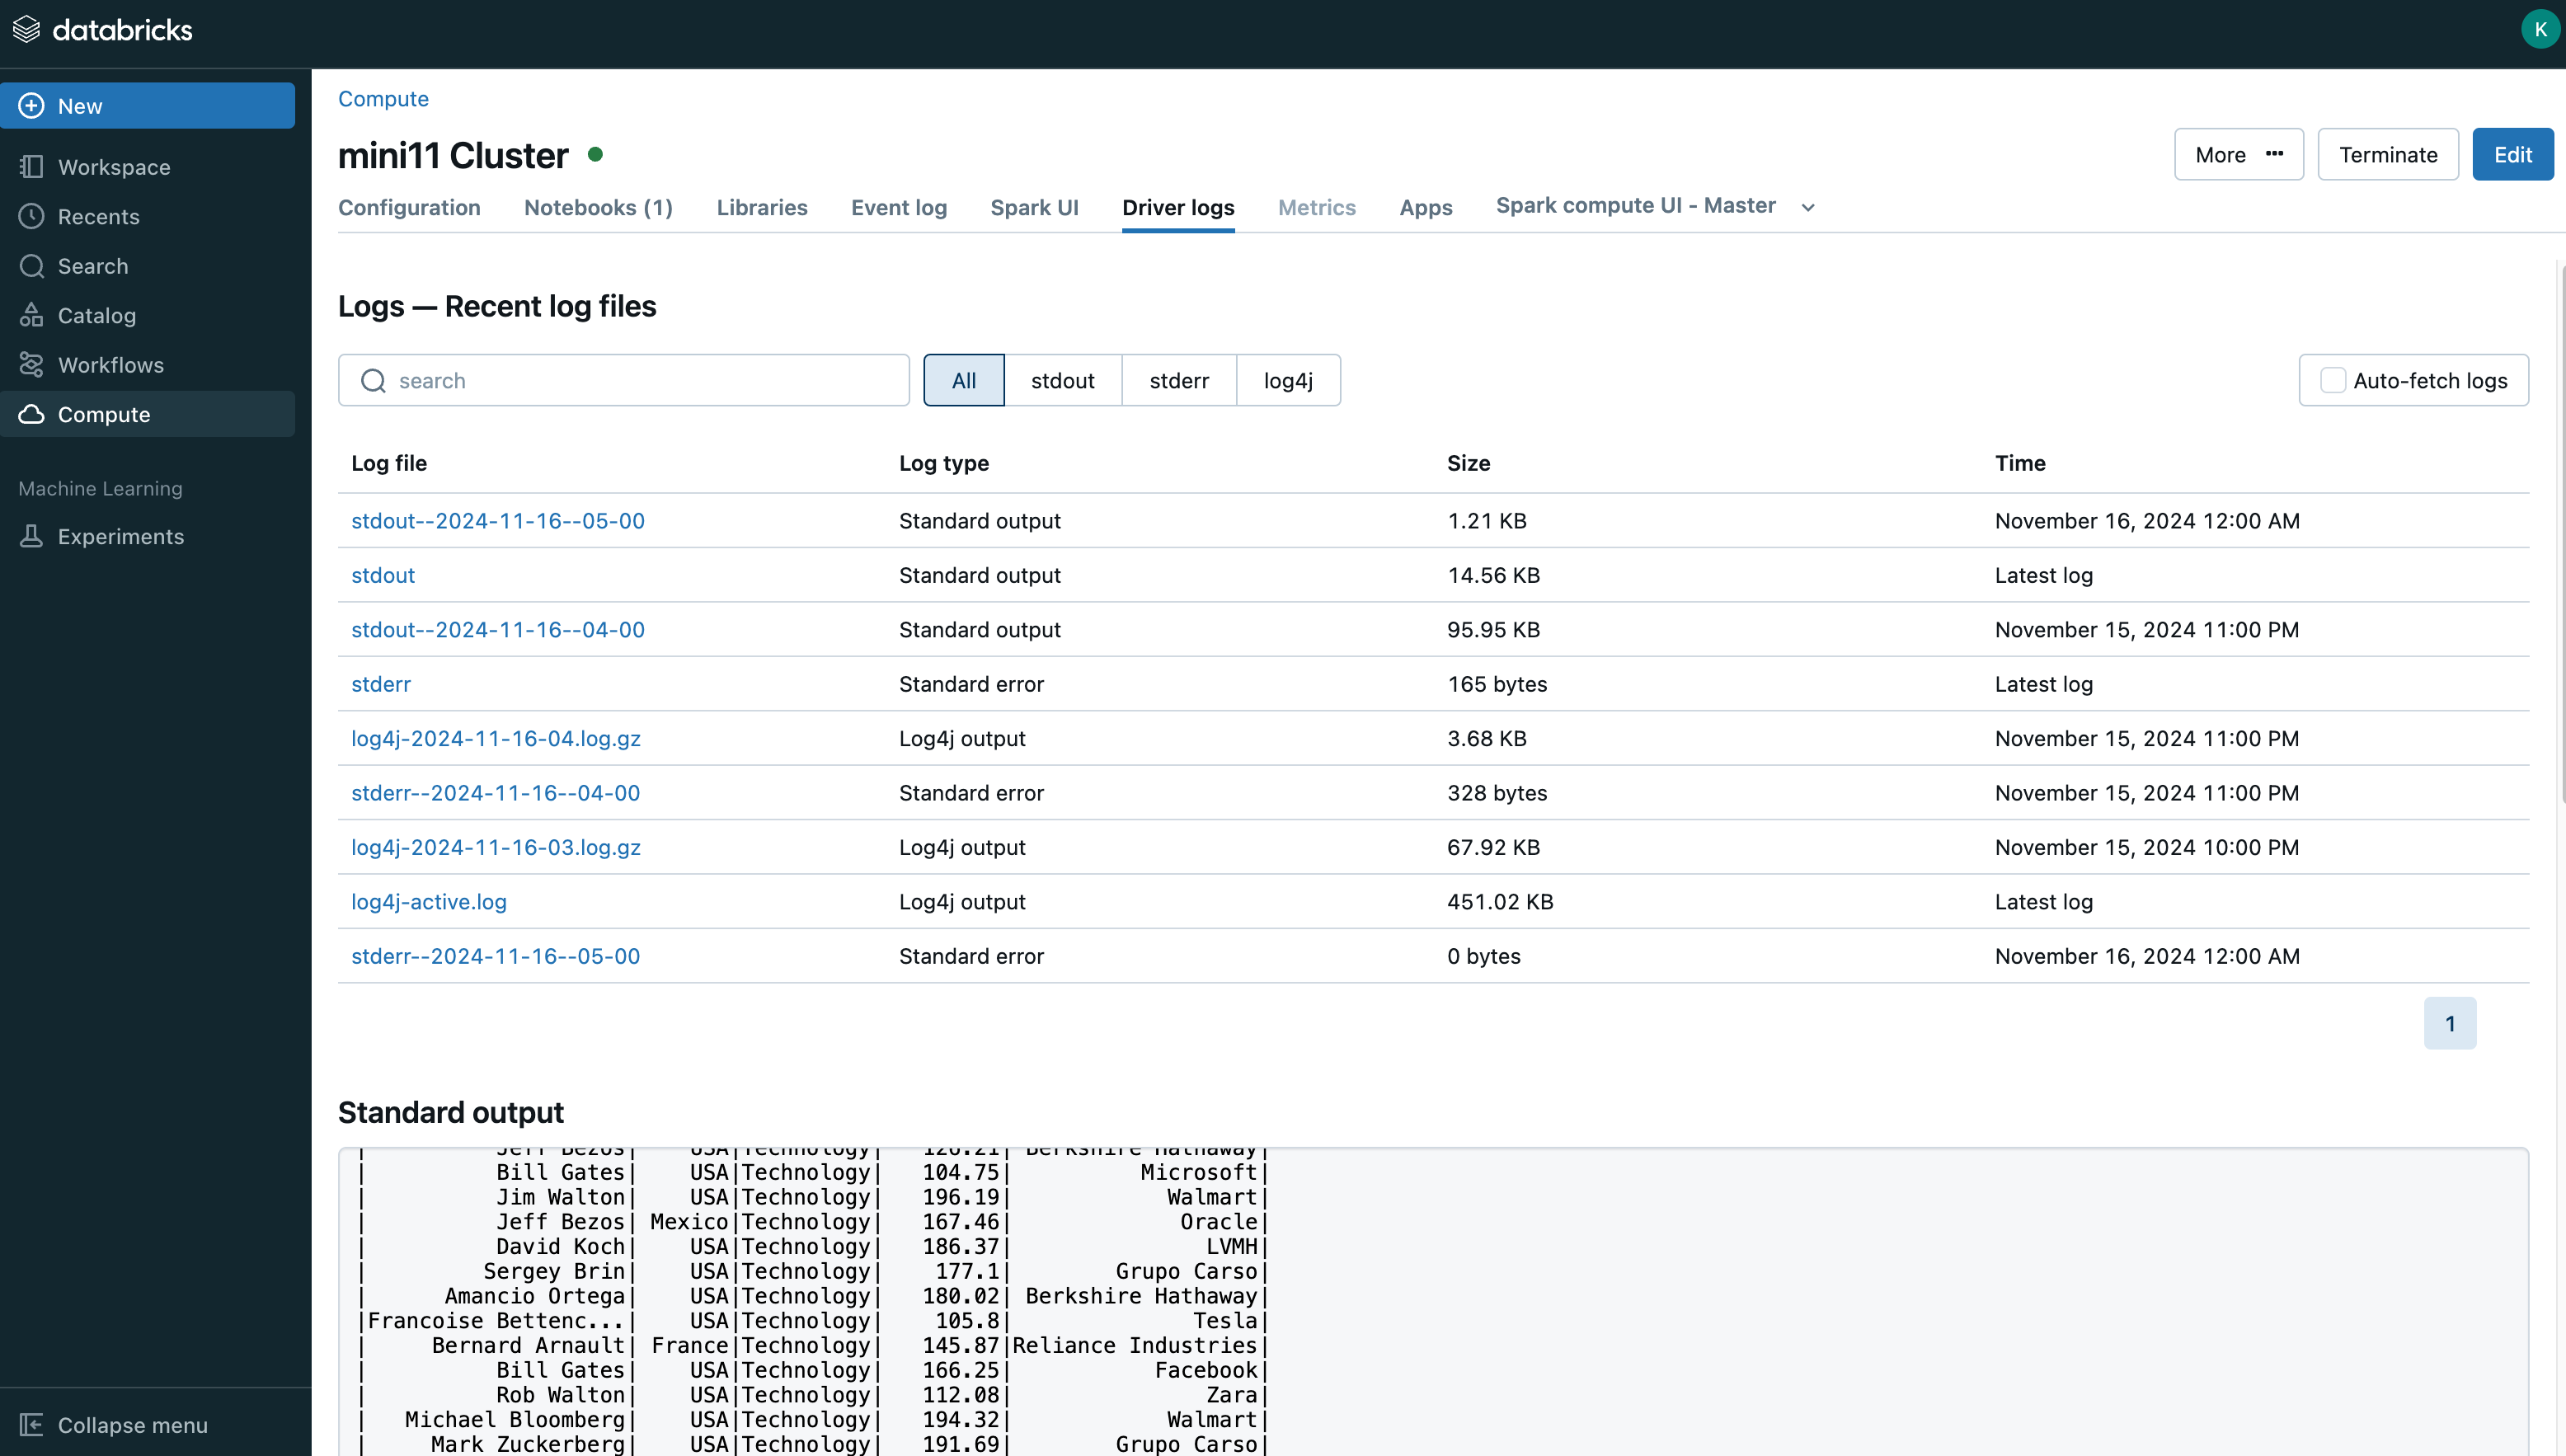 databricks
K
New
Workspace
Recents
Search
Catalog
Workflows
Compute
Machine Learning
Experiments
Collapse menu
Compute
mini11 Cluster
More ··· Terminate Edit
Configuration Notebooks (1) Libraries Event log Spark UI Driver logs Metrics Apps Spark compute UI - Master
Logs — Recent log files
search All stdout stderr log4j Auto-fetch logs
Log file Log type Size Time
stdout--2024-11-16--05-00 Standard output 1.21 KB November 16, 2024 12:00 AM
stdout Standard output 14.56 KB Latest log
stdout--2024-11-16--04-00 Standard output 95.95 KB November 15, 2024 11:00 PM
stderr Standard error 165 bytes Latest log
log4j-2024-11-16-04.log.gz Log4j output 3.68 KB November 15, 2024 11:00 PM
stderr--2024-11-16--04-00 Standard error 328 bytes November 15, 2024 11:00 PM
log4j-2024-11-16-03.log.gz Log4j output 67.92 KB November 15, 2024 10:00 PM
log4j-active.log Log4j output 451.02 KB Latest log
stderr--2024-11-16--05-00 Standard error 0 bytes November 16, 2024 12:00 AM
1
Standard output
| Jeff Bezos| USA|Technology| 126.21| Berkshire Hathaway|
| Bill Gates| USA|Technology| 104.75| Microsoft|
| Jim Walton| USA|Technology| 196.19| Walmart|
| Jeff Bezos| Mexico|Technology| 167.46| Oracle|
| David Koch| USA|Technology| 186.37| LVMH|
| Sergey Brin| USA|Technology| 177.1| Grupo Carso|
| Amancio Ortega| USA|Technology| 180.02| Berkshire Hathaway|
|Francoise Bettenc...| USA|Technology| 105.8| Tesla|
| Bernard Arnault| France|Technology| 145.87|Reliance Industries|
| Bill Gates| USA|Technology| 166.25| Facebook|
| Rob Walton| USA|Technology| 112.08| Zara|
| Michael Bloomberg| USA|Technology| 194.32| Walmart|
| Mark Zuckerberg| USA|Technology| 191.69| Grupo Carso|